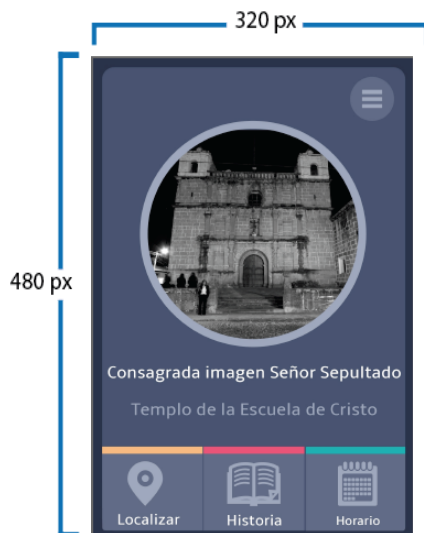 320 px
480 px
Consagrada imagen Señor Sepultado
Templo de la Escuela de Cristo
Localizar
Historia
Horario